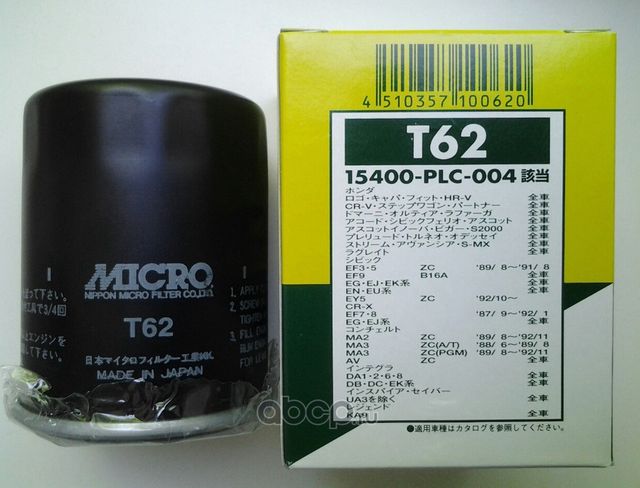 MICRO
NIPPON MICRO FILTER CO.,LTD.
T62
日本マイクロフィルター工業㈱K.
MADE IN JAPAN
1. APPLY
2. SCREW
3. FILL
4 510357 100620
T62
15400-PLC-004 該当
ホンダ
ロゴ・キャパ・フィット・HR-V 全車
CR-V・ステップワゴン・パートナー 全車
ドマーニ・オルティア・ラファーガ 全車
アコード・シビックフェリオ・アスコット 全車
アスコットイノーバ・ビガー・S2000 全車
プレリュード・トルネオ・オデッセイ 全車
ストリーム・アヴァンシア・S-MX 全車
ラグレイト 全車
シビック
EF3・5 ZC '89/ 8～'91/ 8
EF9 B16A 全車
EG・EJ・EK系 全車
EN・EU系 全車
EY5 ZC '92/10～
CR-X
EF7・8 '87/ 9～'92/ 1
EG・EJ系 全車
コンチェルト
MA2 ZC '89/ 8～'92/11
MA3 ZC(A/T) '88/ 6～'89/ 8
MA3 ZC(PGM) '89/ 8～'92/11
AV ZC 全車
インテグラ
DA1・2・6・8 全車
DB・DC・EK系 全車
インスパイア・セイバー
UA3を除く 全車
レジェンド
KA9 全車
●適用車種はカタログを参照してください。
abcp.ru